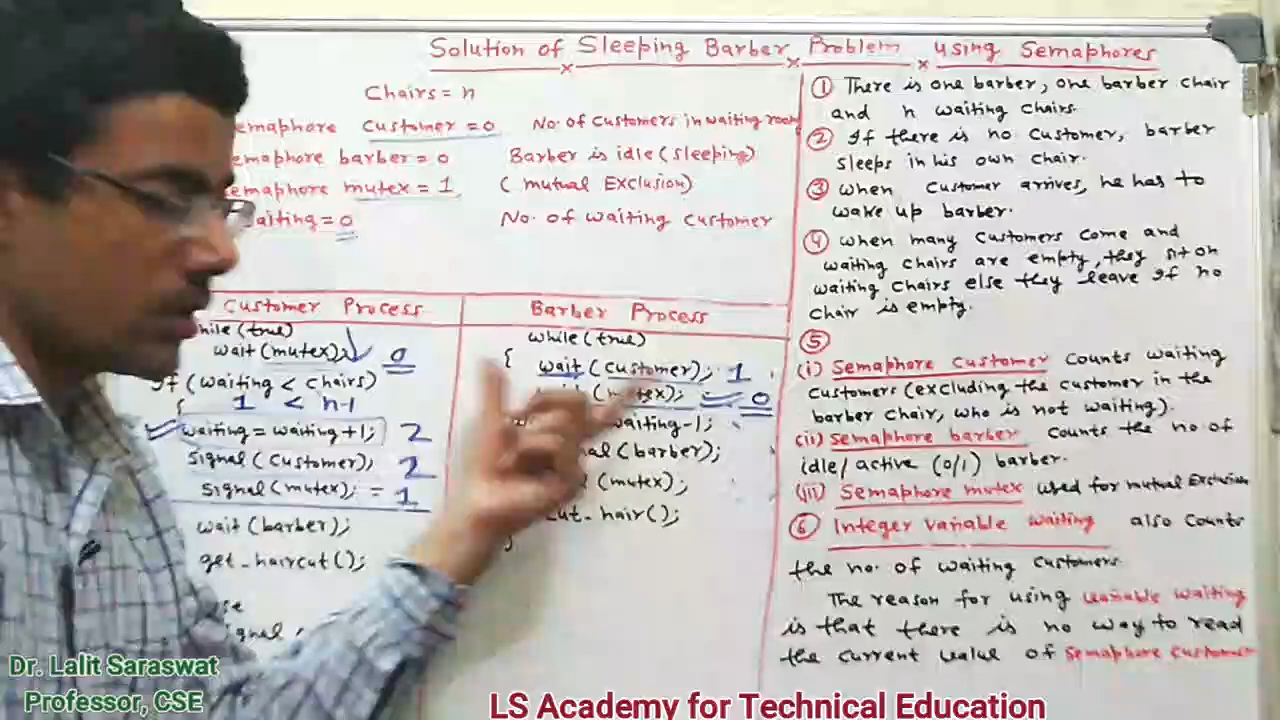 Solution of Sleeping Barber Problem using Semaphores
Chairs = n
emaphore customer = 0 No. of Customers in waiting room
emaphore barber = 0 Barber is idle (sleeping)
emaphore mutex = 1 ( mutual Exclusion)
aiting = 0 No. of waiting customer
Customer Process
while(true)
wait (mutex); 0
if (waiting < chairs)
{ 1 < n-1
waiting = waiting +1; 2
signal (customer); 2
signal (mutex); = 1
wait (barber);
get_haircut();
se
ignal
Barber Process
while (true)
{ wait (customer); 1
(mutex); 0
waiting-1;
nal (barber);
(mutex);
cut_hair();
}
① There is one barber, one barber chair
and n waiting chairs.
② If there is no customer, barber
sleeps in his own chair.
③ when customer arrives, he has to
wake up barber.
④ when many customers come and
waiting chairs are empty, they sit on
waiting chairs else they leave if no
chair is empty.
⑤
(i) Semaphore customer counts waiting
customers (excluding the customer in the
barber chair, who is not waiting).
(ii) Semaphore barber counts the no of
idle/active (0/1) barber.
(iii) Semaphore mutex used for mutual Exclusion
⑥ Integer variable waiting also counts
the no. of waiting customers.
The reason for using variable waiting
is that there is no way to read
the current value of semaphore customer
Dr. Lalit Saraswat
Professor, CSE
LS Academy for Technical Education